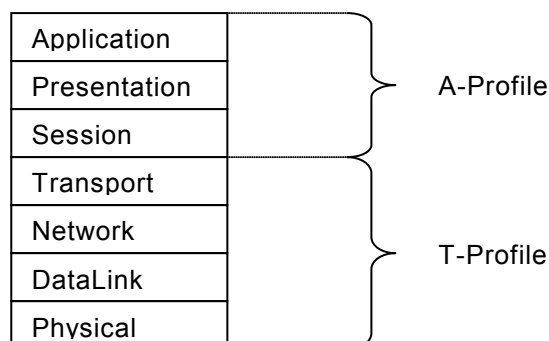 Application
Presentation
Session
Transport
Network
DataLink
Physical
A-Profile
T-Profile